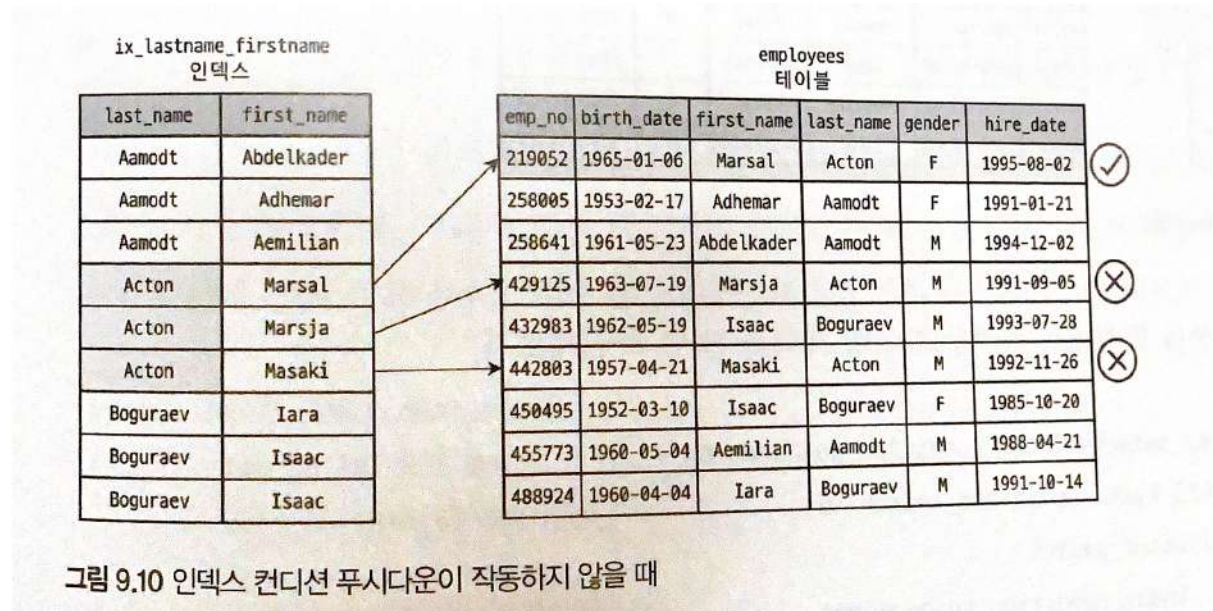 ix_lastname_firstname
인덱스
last_name first_name
Aamodt Abdelkader
Aamodt Adhemar
Aamodt Aemilian
Acton Marsal
Acton Marsja
Acton Masaki
Boguraev Iara
Boguraev Isaac
Boguraev Isaac
employees
테이블
emp_no birth_date first_name last_name gender hire_date
219052 1965-01-06 Marsal Acton F 1995-08-02
258005 1953-02-17 Adhemar Aamodt F 1991-01-21
258641 1961-05-23 Abdelkader Aamodt M 1994-12-02
429125 1963-07-19 Marsja Acton M 1991-09-05
432983 1962-05-19 Isaac Boguraev M 1993-07-28
442803 1957-04-21 Masaki Acton M 1992-11-26
450495 1952-03-10 Isaac Boguraev F 1985-10-20
455773 1960-05-04 Aemilian Aamodt M 1988-04-21
488924 1960-04-04 Iara Boguraev M 1991-10-14
그림 9.10 인덱스 컨디션 푸시다운이 작동하지 않을 때